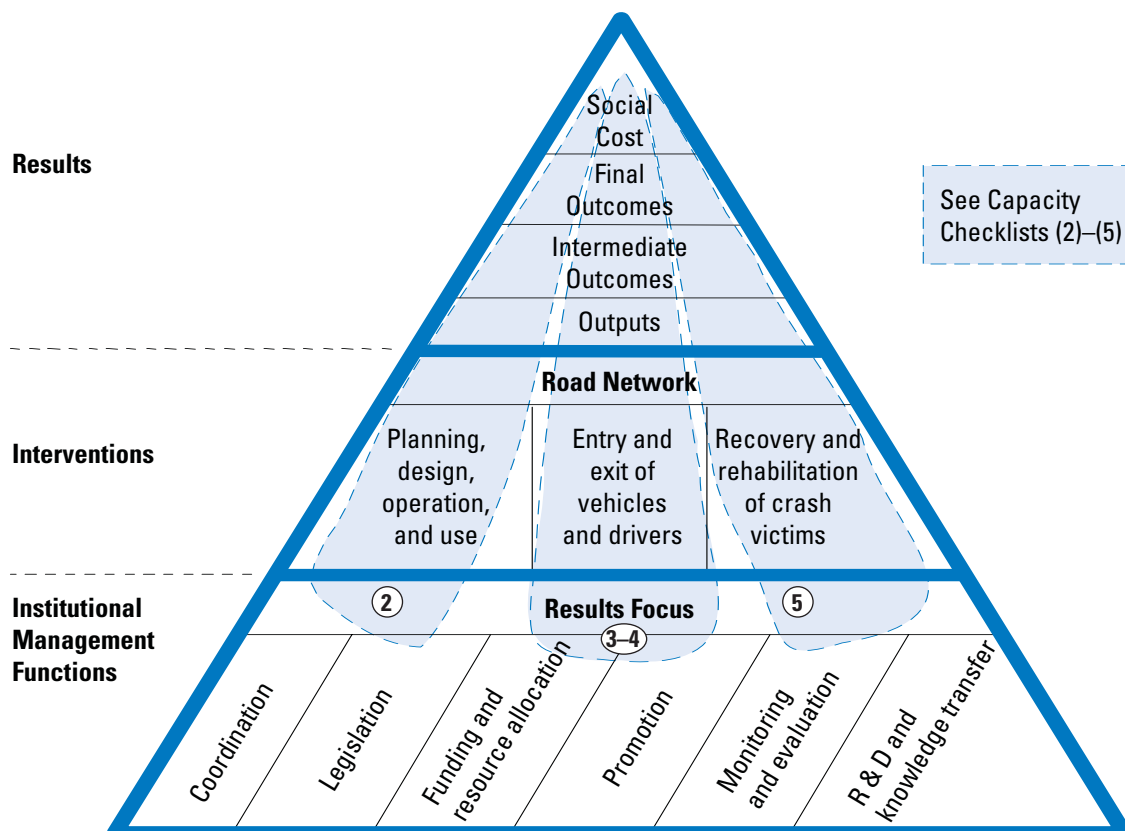 Results
Social
Cost
Final
Outcomes
Intermediate
Outcomes
Outputs
See Capacity
Checklists (2)–(5)
Interventions
Road Network
Planning,
design,
operation,
and use
Entry and
exit of
vehicles
and drivers
Recovery and
rehabilitation
of crash
victims
Institutional
Management
Functions
2
Results Focus
3–4
5
Coordination
Legislation
Funding and
resource allocation
Promotion
Monitoring
and evaluation
R & D and
knowledge transfer